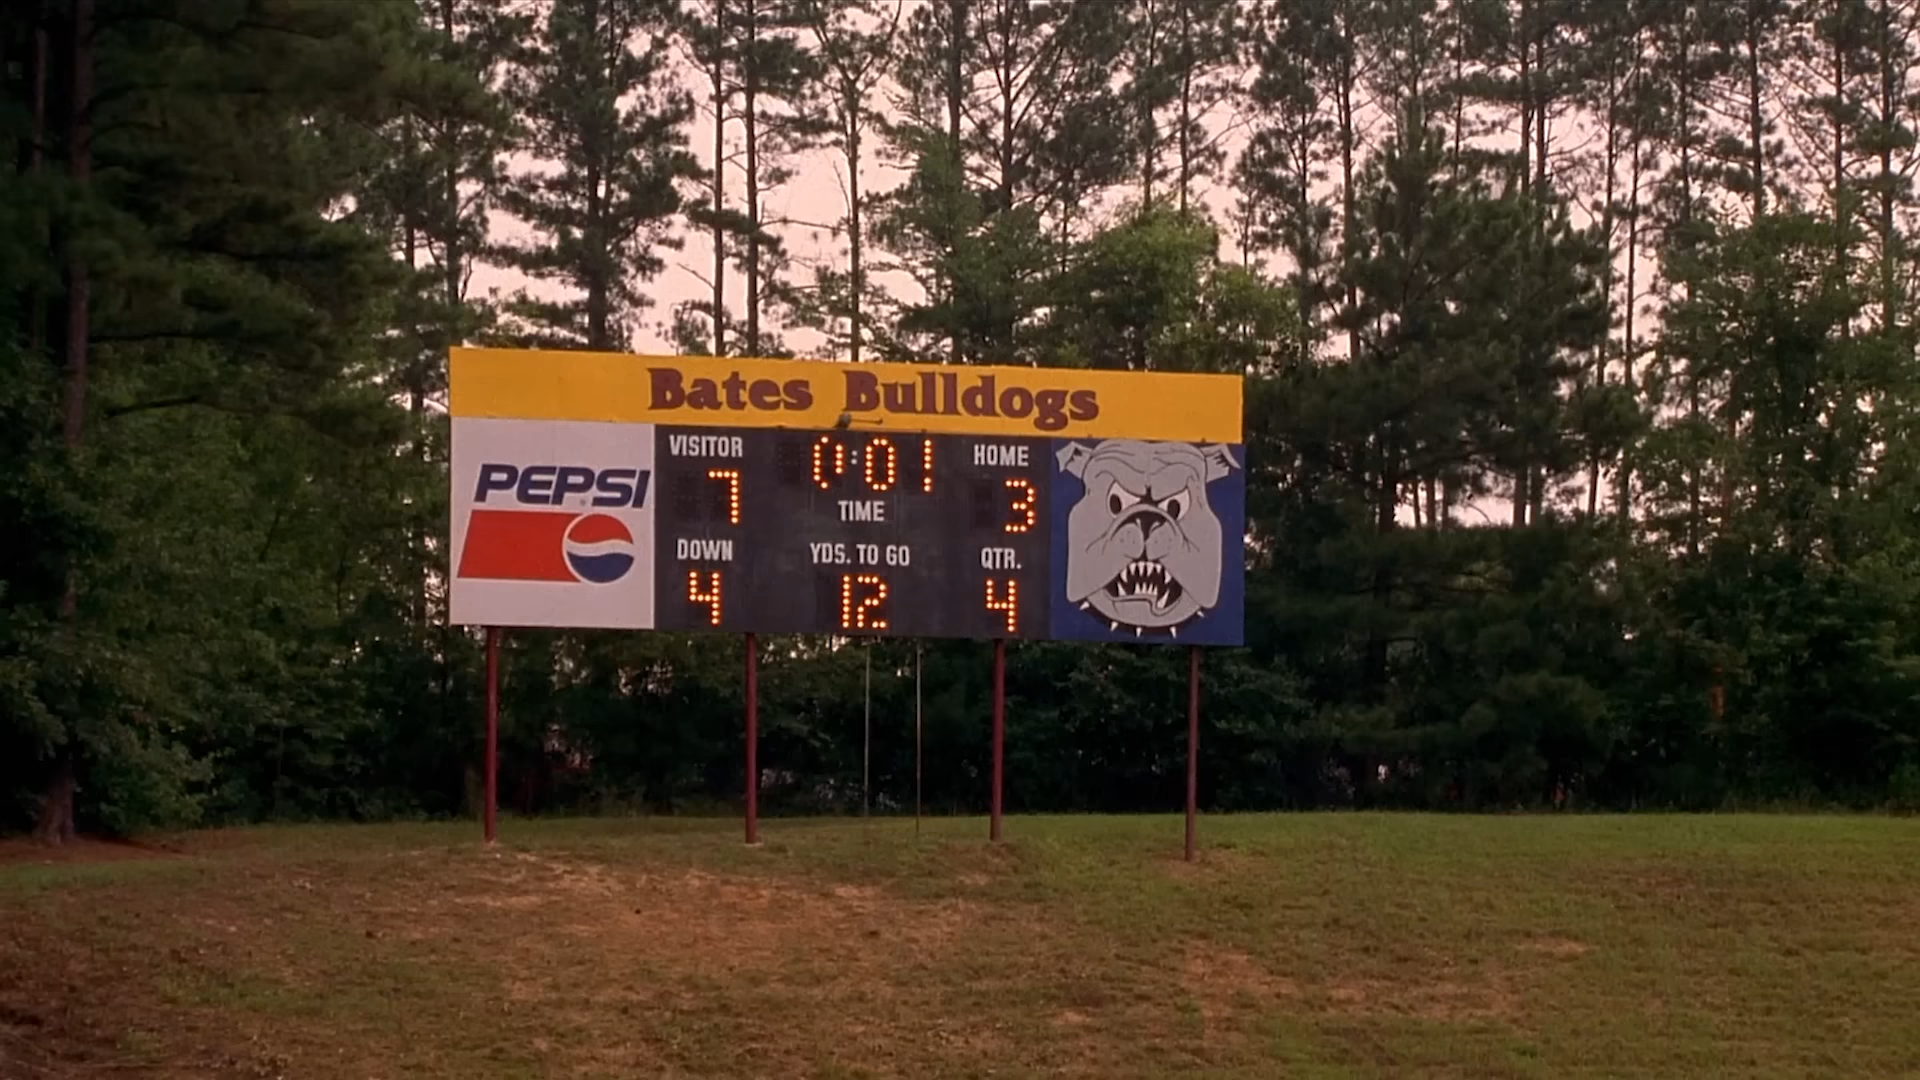 Bates Bulldogs
PEPSI
VISITOR
7
0:01
TIME
HOME
3
DOWN
4
YDS. TO GO
12
QTR.
4